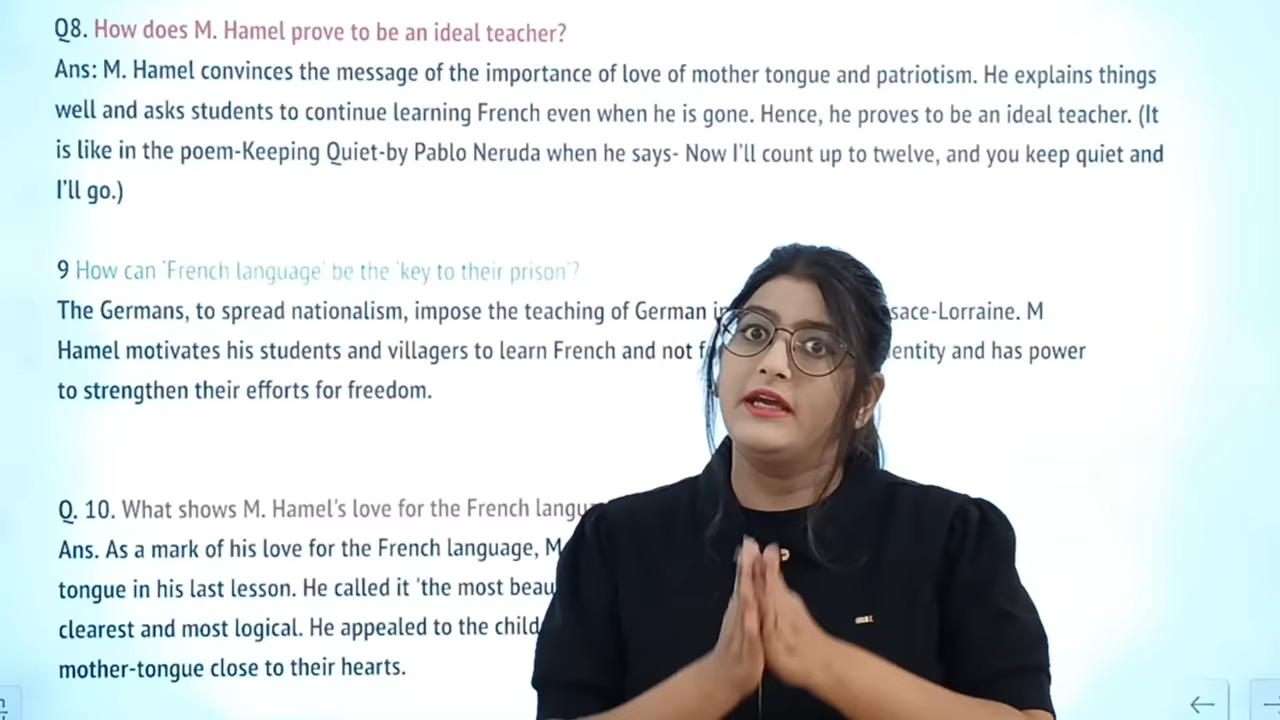 Q8. How does M. Hamel prove to be an ideal teacher?
Ans: M. Hamel convinces the message of the importance of love of mother tongue and patriotism. He explains things
well and asks students to continue learning French even when he is gone. Hence, he proves to be an ideal teacher. (It
is like in the poem-Keeping Quiet-by Pablo Neruda when he says- Now I'll count up to twelve, and you keep quiet and
I'll go.)
9 How can 'French language' be the 'key to their prison'?
The Germans, to spread nationalism, impose the teaching of German sace-Lorraine. M
Hamel motivates his students and villagers to learn French and not entity and has power
to strengthen their efforts for freedom.
Q. 10. What shows M. Hamel's love for the French langu
Ans. As a mark of his love for the French language, M
tongue in his last lesson. He called it 'the most beau
clearest and most logical. He appealed to the child
mother-tongue close to their hearts.